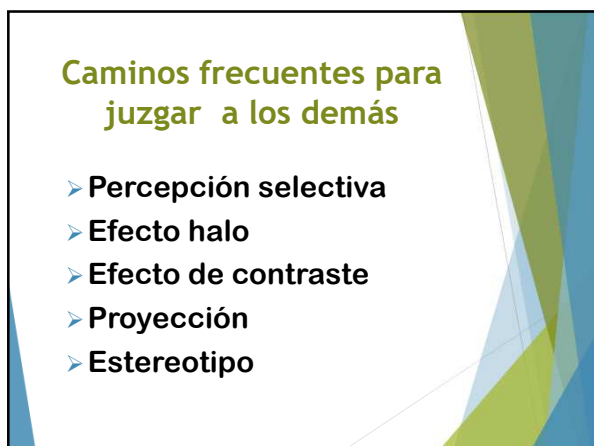 Caminos frecuentes para
juzgar a los demás
Percepción selectiva
Efecto halo
Efecto de contraste
Proyección
Estereotipo